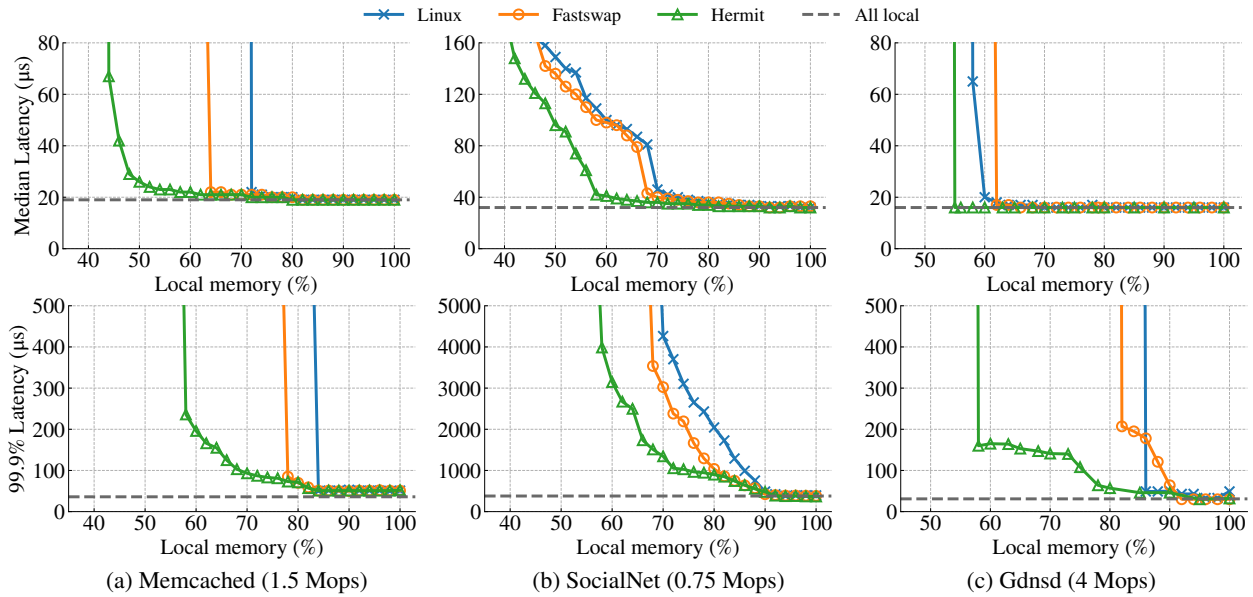 Linux Fastswap Hermit All local
Median Latency (μs)
80
60
40
20
0
40 50 60 70 80 90 100
Local memory (%)
160
120
80
40
0
40 50 60 70 80 90 100
Local memory (%)
80
60
40
20
0
50 60 70 80 90 100
Local memory (%)
99.9% Latency (μs)
500
400
300
200
100
0
40 50 60 70 80 90 100
Local memory (%)
5000
4000
3000
2000
1000
0
40 50 60 70 80 90 100
Local memory (%)
500
400
300
200
100
0
50 60 70 80 90 100
Local memory (%)
(a) Memcached (1.5 Mops)
(b) SocialNet (0.75 Mops)
(c) Gdnsd (4 Mops)